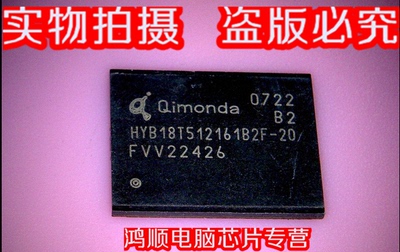 实物拍摄 盗版必究
Qimonda 0722
B2
HYB18T512161B2F-20
FVV22426
鸿顺电脑芯片专营